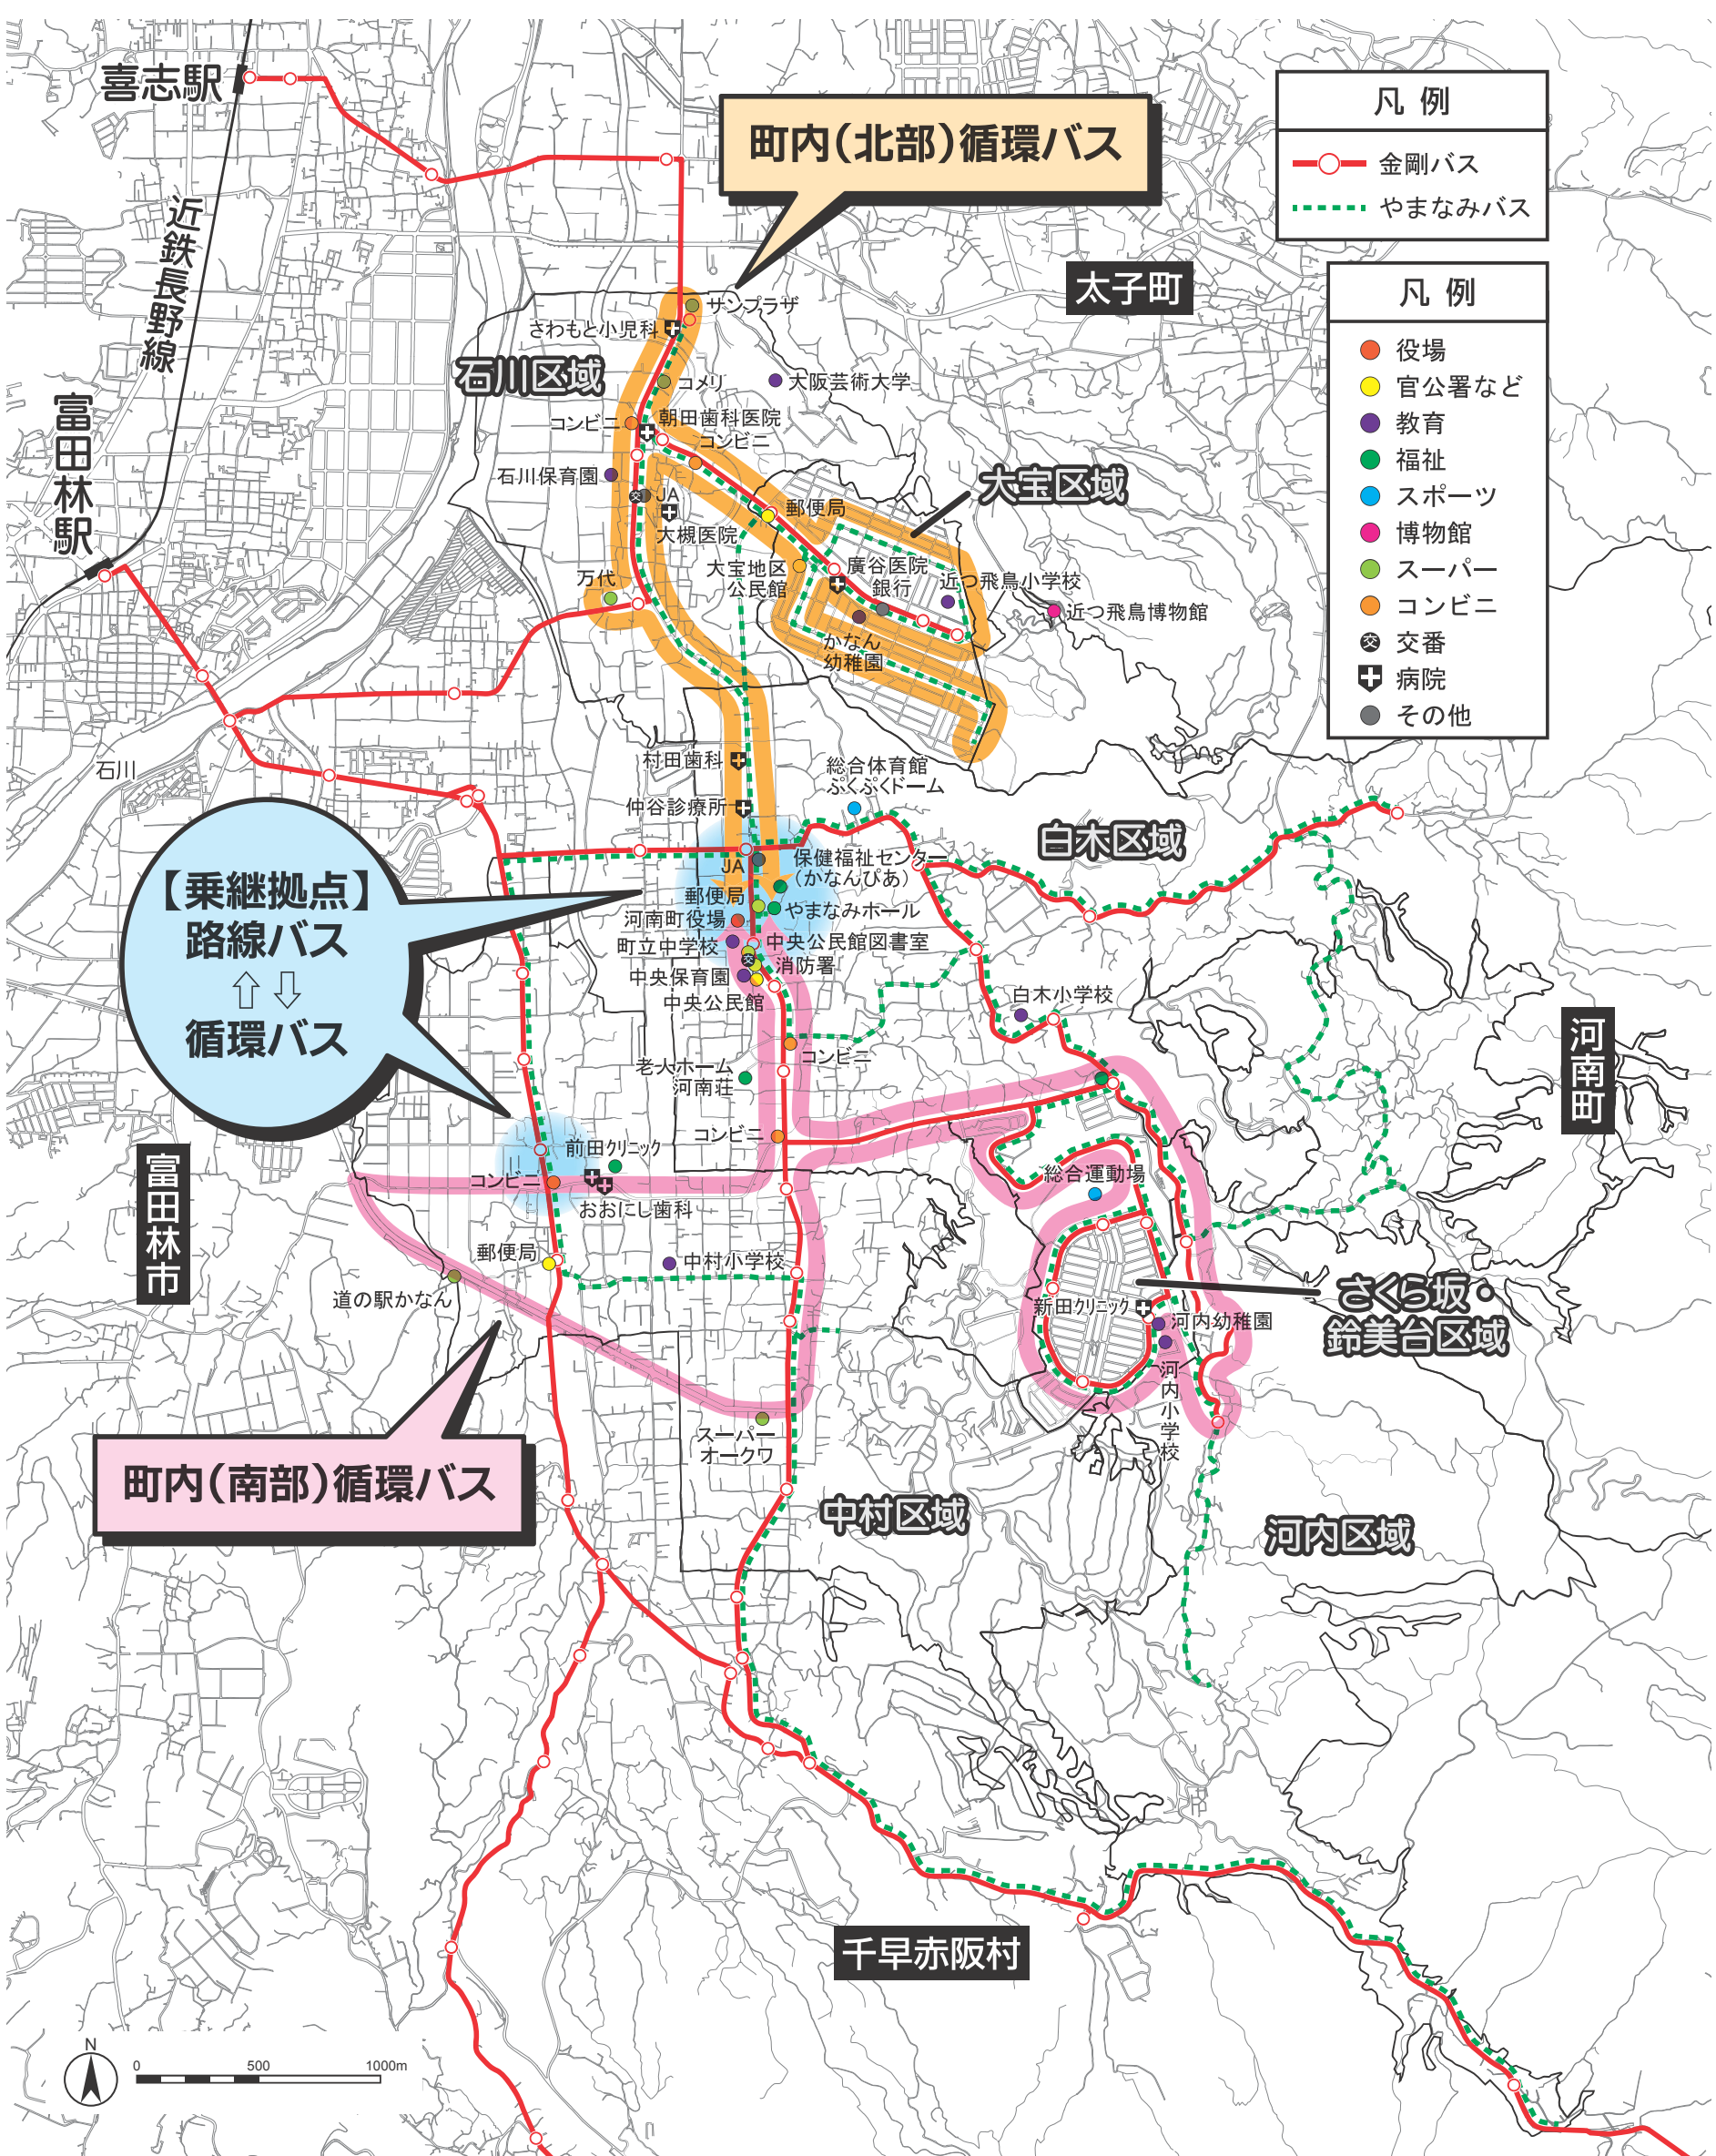 喜志駅
近鉄長野線
富田林駅
町内(北部)循環バス
凡例
金剛バス
やまなみバス
凡例
役場
官公署など
教育
福祉
スポーツ
博物館
スーパー
コンビニ
交 交番
病院
その他
太子町
サンプラザ
さわもと小児科
石川区域
コメリ
大阪芸術大学
コンビニ
朝田歯科医院
コンビニ
石川保育園
交
JA
大槻医院
郵便局
大宝区域
万代
大宝地区
公民館
廣谷医院
銀行
近つ飛鳥小学校
近つ飛鳥博物館
かなん
幼稚園
石川
村田歯科
仲谷診療所
総合体育館
ぷくぷくドーム
白木区域
【乗継拠点】
路線バス
⇧⇩
循環バス
JA
保健福祉センター
(かなんぴあ)
郵便局
やまなみホール
河南町役場
町立中学校
中央公民館図書室
交
消防署
中央保育園
中央公民館
白木小学校
河南町
コンビニ
老人ホーム
河南荘
コンビニ
前田クリニック
コンビニ
おおにし歯科
総合運動場
富田林市
郵便局
中村小学校
道の駅かなん
さくら坂・
鈴美台区域
新田クリニック
河内幼稚園
河内小学校
スーパー
オークワ
町内(南部)循環バス
中村区域
河内区域
千早赤阪村
N
0 500 1000m